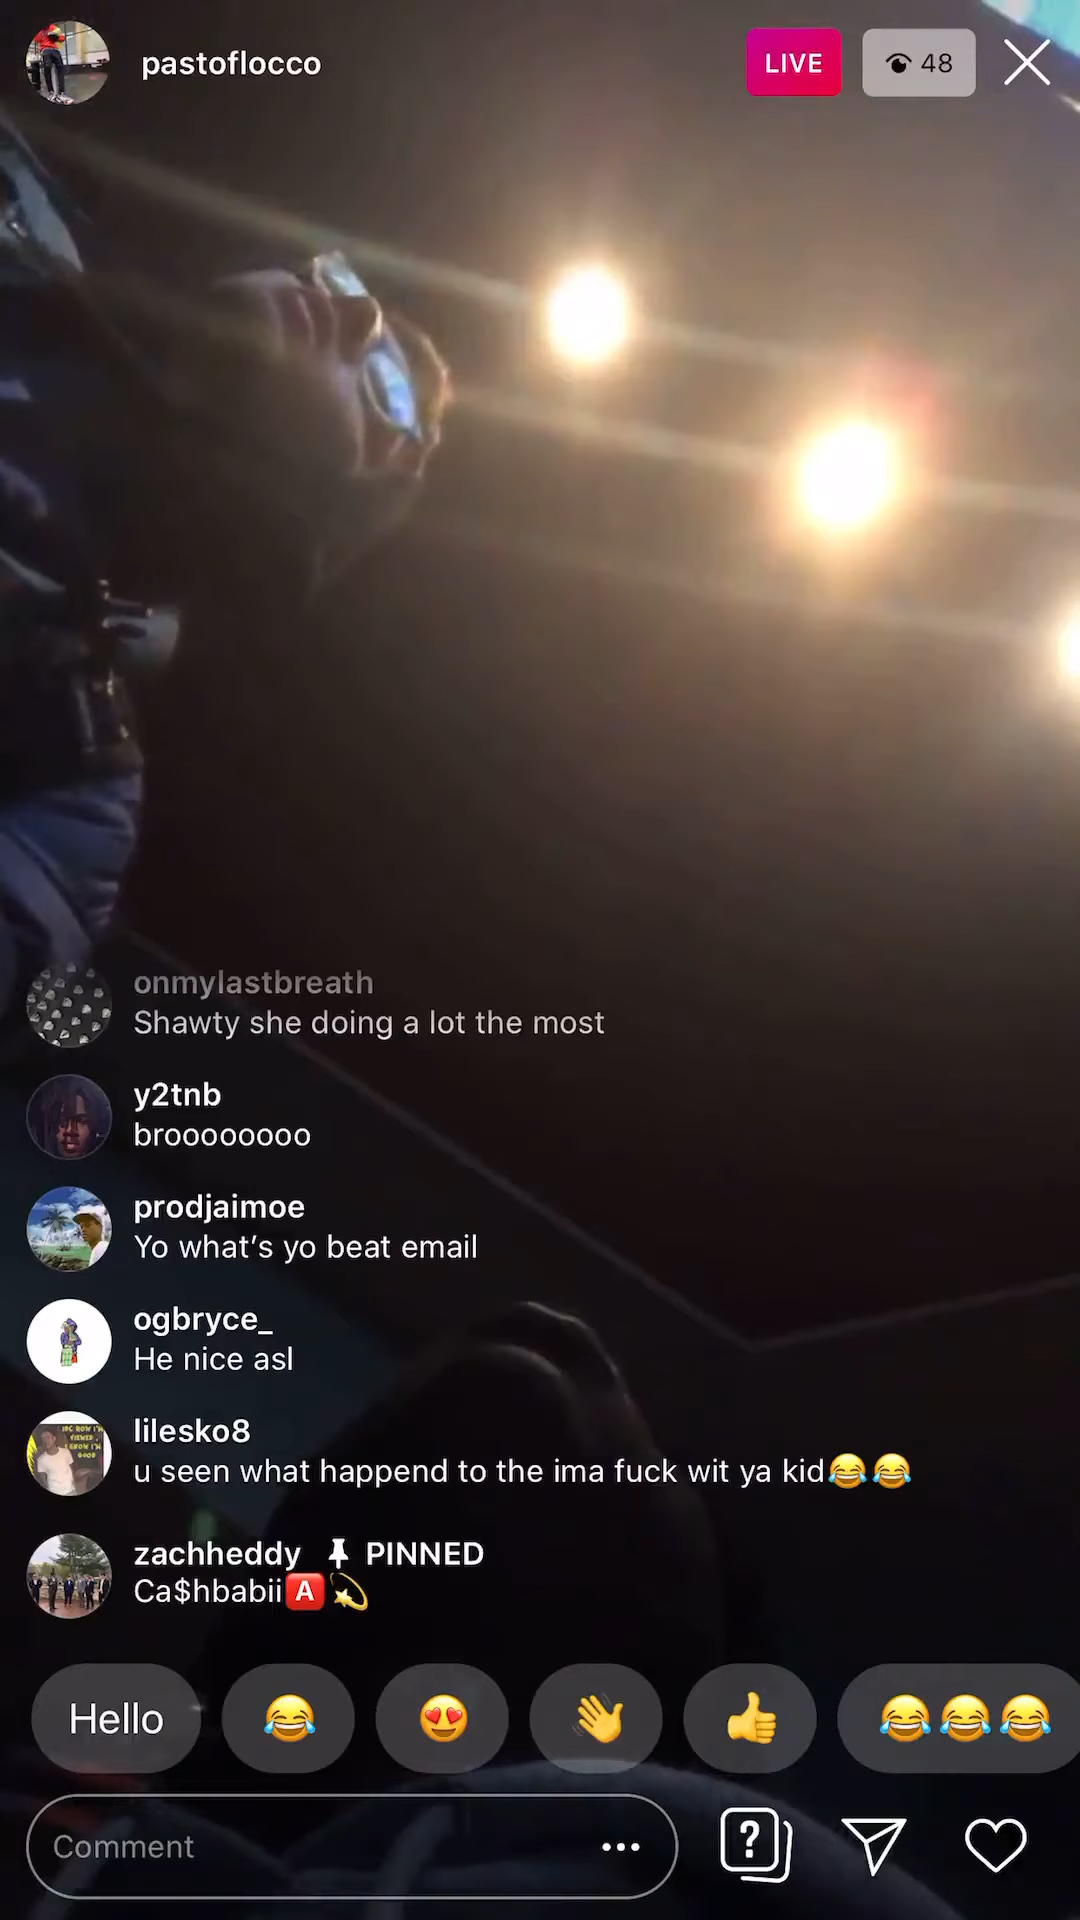 pastoflocco
LIVE
48
onmylastbreath
Shawty she doing a lot the most
y2tnb
broooooooo
prodjaimoe
Yo what’s yo beat email
ogbryce_
He nice asl
lilesko8
u seen what happend to the ima fuck wit ya kid😂😂
zachheddy 📌 PINNED
Ca$hbabii🅰️💫
Hello 😂 😍 👋 👍 😂😂😂
Comment